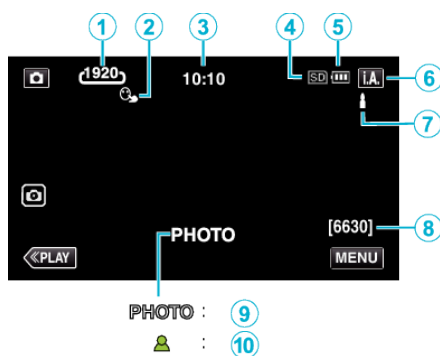 1 2 3 4 5
1920 10:10 SD i.A. 6
7
[6630] 8
PHOTO
≪PLAY MENU
PHOTO : 9
: 10